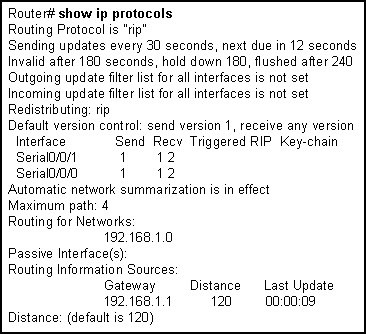 Router# show ip protocols
Routing Protocol is "rip"
Sending updates every 30 seconds, next due in 12 seconds
Invalid after 180 seconds, hold down 180, flushed after 240
Outgoing update filter list for all interfaces is not set
Incoming update filter list for all interfaces is not set
Redistributing: rip
Default version control: send version 1, receive any version
Interface Send Recv Triggered RIP Key-chain
Serial0/0/1 1 1 2
Serial0/0/0 1 1 2
Automatic network summarization is in effect
Maximum path: 4
Routing for Networks:
192.168.1.0
Passive Interface(s):
Routing Information Sources:
Gateway Distance Last Update
192.168.1.1 120 00:00:09
Distance: (default is 120)